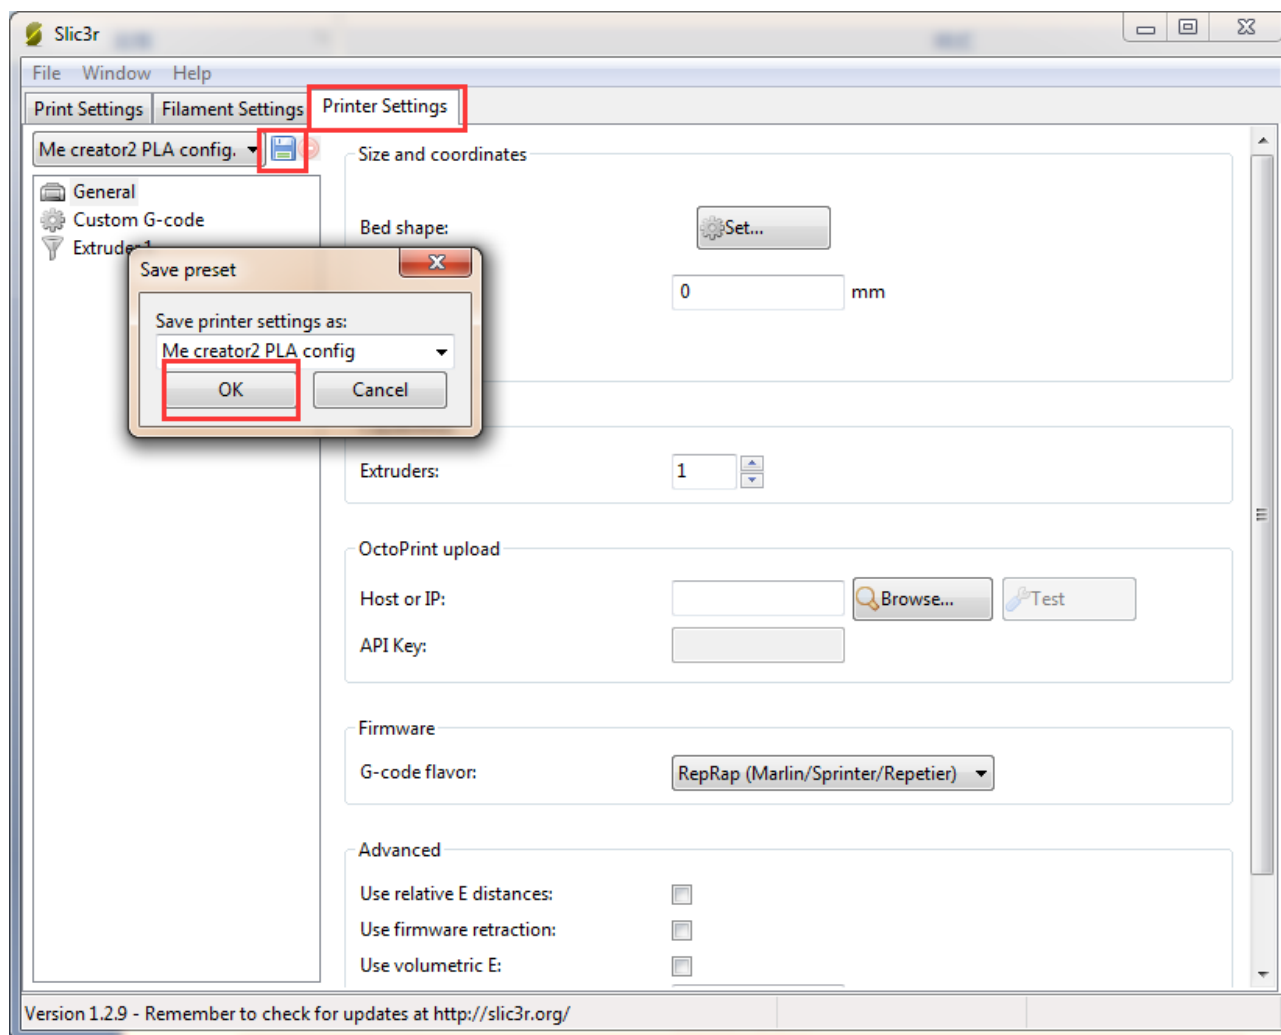 Slic3r
File Window Help
Print Settings Filament Settings Printer Settings
Me creator2 PLA config.
General
Custom G-code
Extruder 1
Save preset
Save printer settings as:
Me creator2 PLA config
OK Cancel
Size and coordinates
Bed shape: Set...
0 mm
Extruders: 1
OctoPrint upload
Host or IP: Browse... Test
API Key:
Firmware
G-code flavor: RepRap (Marlin/Sprinter/Repetier)
Advanced
Use relative E distances:
Use firmware retraction:
Use volumetric E:
Version 1.2.9 - Remember to check for updates at http://slic3r.org/